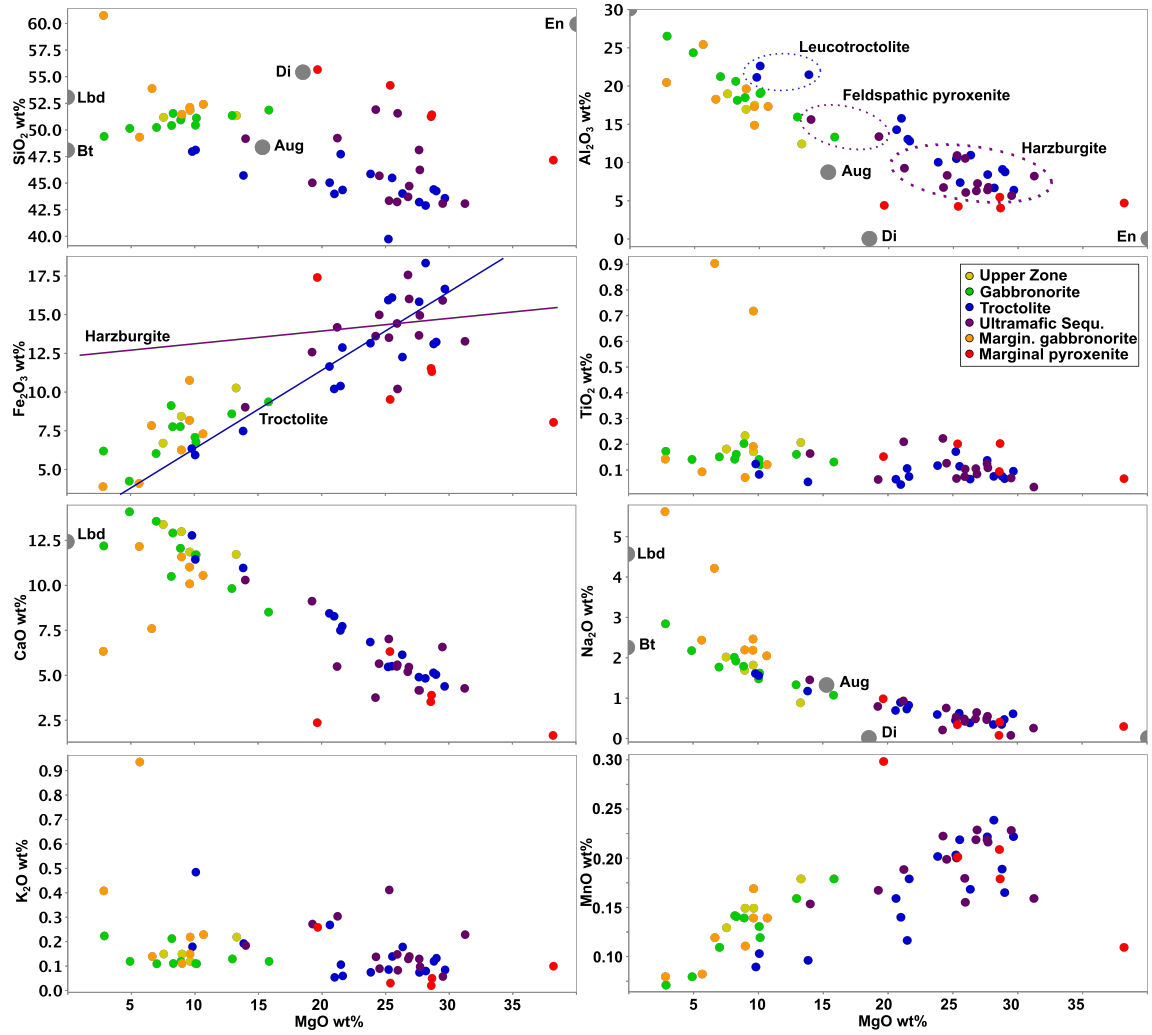 60.0
57.5
55.0
52.5
50.0
47.5
45.0
42.5
40.0
SiO₂ wt%
Lbd
Bt
Di
Aug
En
30
25
20
15
10
5
0
Al₂O₃ wt%
Leucotroctolite
Feldspathic pyroxenite
Harzburgite
Aug
Di
En
17.5
15.0
12.5
10.0
7.5
5.0
Fe₂O₃ wt%
Harzburgite
Troctolite
0.9
0.8
0.7
0.6
0.5
0.4
0.3
0.2
0.1
TiO₂ wt%
Upper Zone
Gabbronorite
Troctolite
Ultramafic Sequ.
Margin. gabbronorite
Marginal pyroxenite
12.5
10.0
7.5
5.0
2.5
CaO wt%
Lbd
5
4
3
2
1
0
Na₂O wt%
Lbd
Bt
Aug
Di
0.9
0.8
0.7
0.6
0.5
0.4
0.3
0.2
0.1
0.0
K₂O wt%
5
10
15
20
25
30
35
MgO wt%
0.30
0.25
0.20
0.15
0.10
MnO wt%
5
10
15
20
25
30
35
MgO wt%